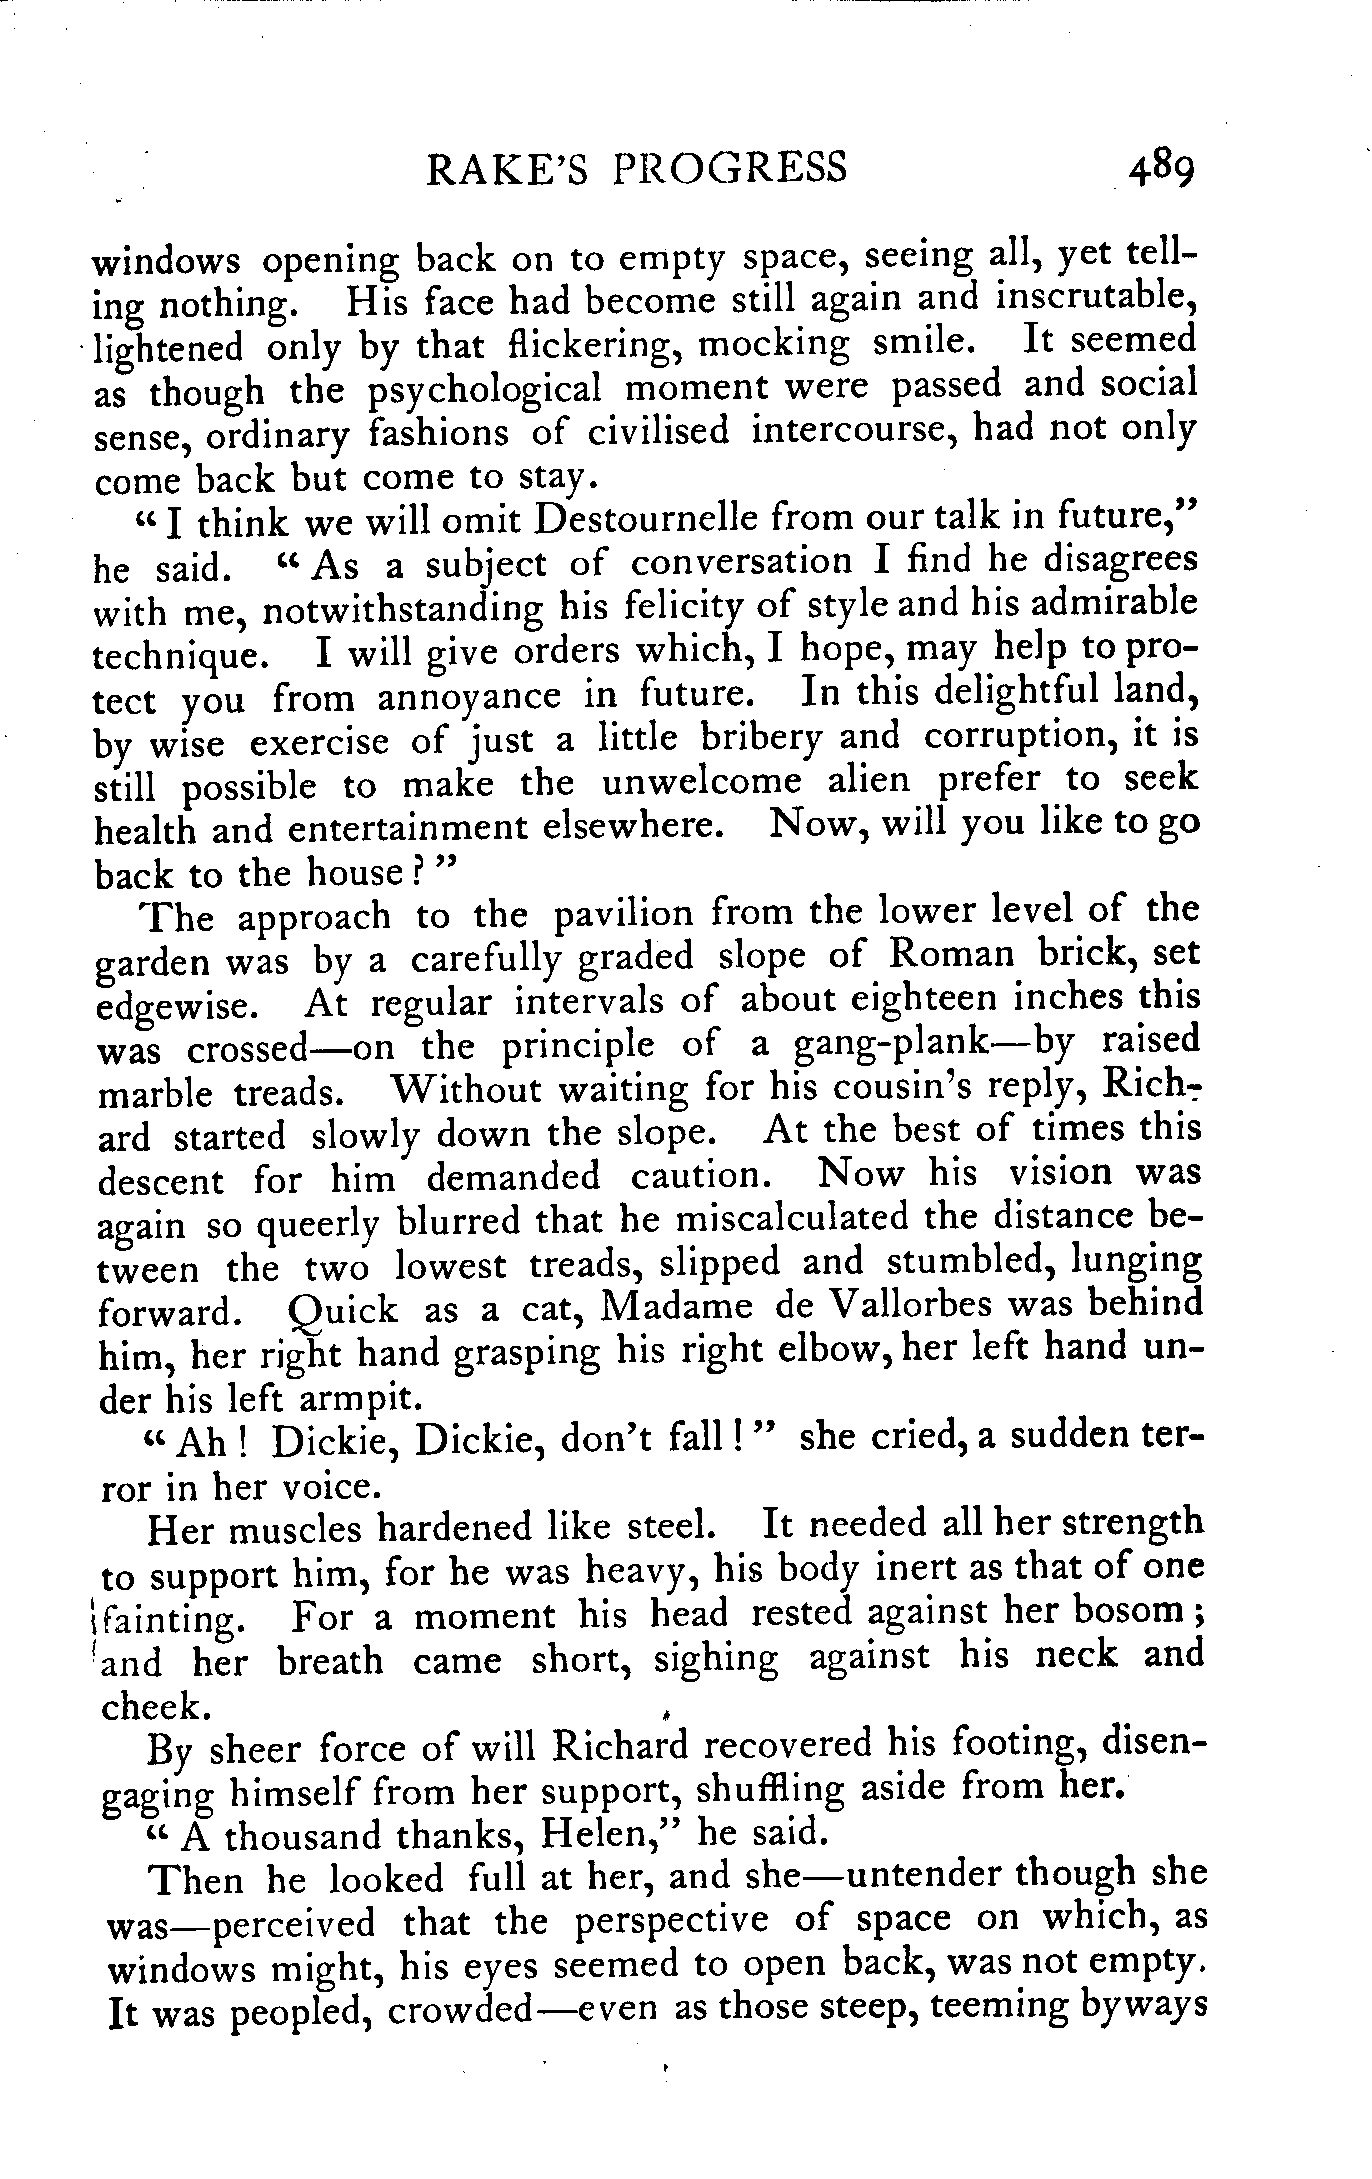 RAKE'S PROGRESS 489
windows opening back on to empty space, seeing all, yet tell-
ing nothing. His face had become still again and inscrutable,
lightened only by that flickering, mocking smile. It seemed
as though the psychological moment were passed and social
sense, ordinary fashions of civilised intercourse, had not only
come back but come to stay.
“I think we will omit Destournelle from our talk in future,”
he said. “As a subject of conversation I find he disagrees
with me, notwithstanding his felicity of style and his admirable
technique. I will give orders which, I hope, may help to pro-
tect you from annoyance in future. In this delightful land,
by wise exercise of just a little bribery and corruption, it is
still possible to make the unwelcome alien prefer to seek
health and entertainment elsewhere. Now, will you like to go
back to the house?”
The approach to the pavilion from the lower level of the
garden was by a carefully graded slope of Roman brick, set
edgewise. At regular intervals of about eighteen inches this
was crossed—on the principle of a gang-plank—by raised
marble treads. Without waiting for his cousin's reply, Rich-
ard started slowly down the slope. At the best of times this
descent for him demanded caution. Now his vision was
again so queerly blurred that he miscalculated the distance be-
tween the two lowest treads, slipped and stumbled, lunging
forward. Quick as a cat, Madame de Vallorbes was behind
him, her right hand grasping his right elbow, her left hand un-
der his left armpit.
“Ah! Dickie, Dickie, don't fall!” she cried, a sudden ter-
ror in her voice.
Her muscles hardened like steel. It needed all her strength
to support him, for he was heavy, his body inert as that of one
fainting. For a moment his head rested against her bosom;
and her breath came short, sighing against his neck and
cheek.
By sheer force of will Richard recovered his footing, disen-
gaging himself from her support, shuffling aside from her.
“A thousand thanks, Helen,” he said.
Then he looked full at her, and she—untender though she
was—perceived that the perspective of space on which, as
windows might, his eyes seemed to open back, was not empty.
It was peopled, crowded—even as those steep, teeming byways